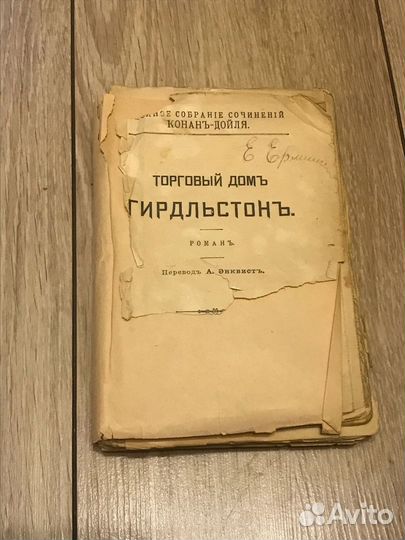 СОБРАНІЕ СОЧИНЕНІЙ
КОНАНЪ-ДОЙЛЯ.
Е
ТОРГОВЫЙ ДОМЪ
ГИРДЛЬСТОНЪ.
РОМАНЪ.
Переводъ А. Энквистъ.
Avito